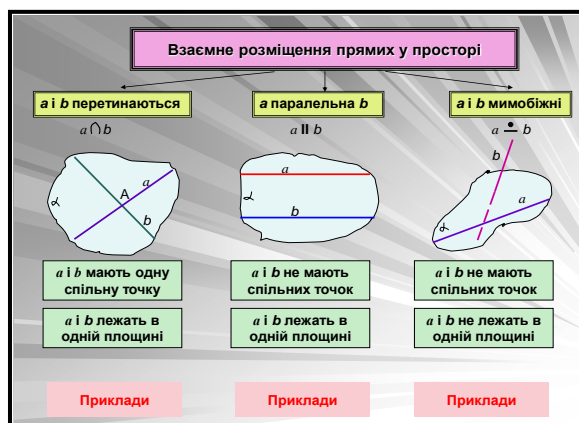 Взаємне розміщення прямих у просторі
a і b перетинаються
a паралельна b
a і b мимобіжні
a ⋂ b
a II b
a ∸ b
a
A
b
α
a
b
α
b
a
α
a і b мають одну
спільну точку
a і b не мають
спільних точок
a і b не мають
спільних точок
a і b лежать в
одній площині
a і b лежать в
одній площині
a і b не лежать в
одній площині
Приклади
Приклади
Приклади